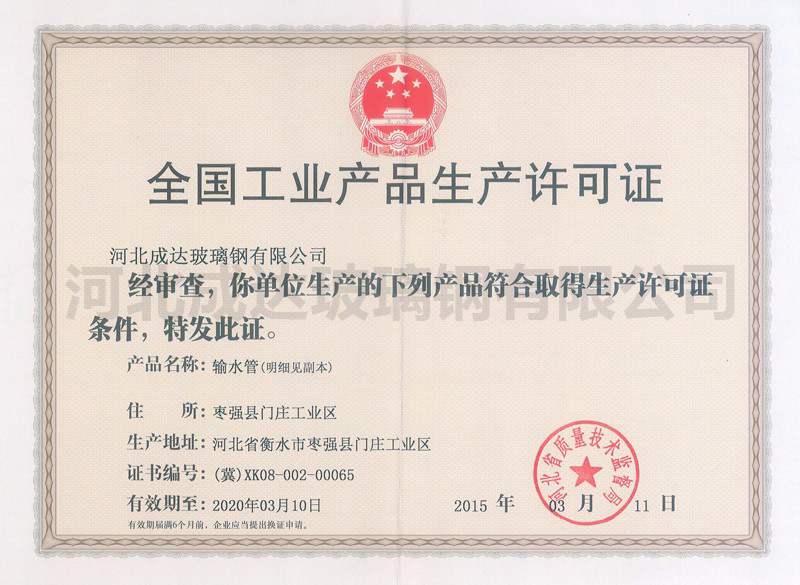 全国工业产品生产许可证
河北成达玻璃钢有限公司
河北成达玻璃钢有限公司
经审查，你单位生产的下列产品符合取得生产许可证
条件，特发此证。
产品名称：输水管(明细见副本)
住 所：枣强县门庄工业区
生产地址：河北省衡水市枣强县门庄工业区
证书编号：(冀)XK08-002-00065
有效期至：2020年03月10日
2015 年 03 月 11 日
河北省质量技术监督局
有效期届满6个月前，企业应当提出换证申请。